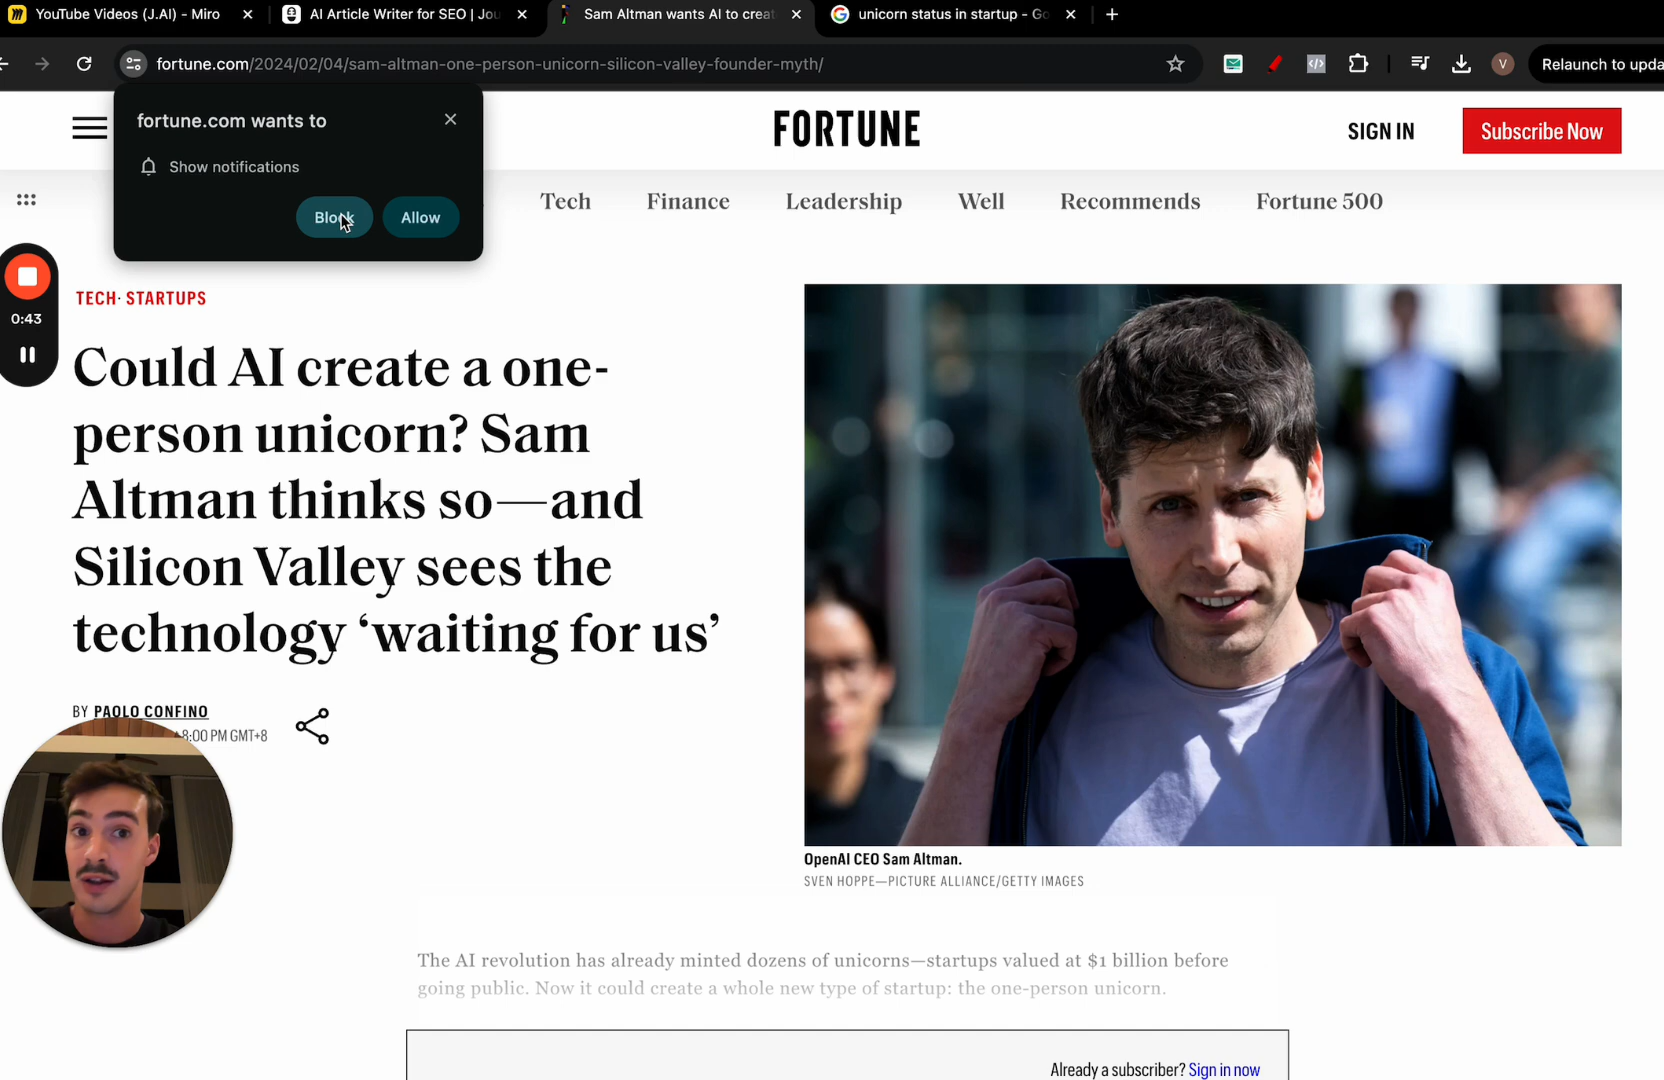 YouTube Videos (J.AI) - Miro
AI Article Writer for SEO | Jou
Sam Altman wants AI to creat
unicorn status in startup - Go
fortune.com/2024/02/04/sam-altman-one-person-unicorn-silicon-valley-founder-myth/
V
Relaunch to upda
fortune.com wants to
Show notifications
Block
Allow
FORTUNE
SIGN IN
Subscribe Now
Tech
Finance
Leadership
Well
Recommends
Fortune 500
0:43
TECH· STARTUPS
Could AI create a one-
person unicorn? Sam
Altman thinks so—and
Silicon Valley sees the
technology ‘waiting for us’
BY PAOLO CONFINO
8:00 PM GMT+8
OpenAI CEO Sam Altman.
SVEN HOPPE—PICTURE ALLIANCE/GETTY IMAGES
The AI revolution has already minted dozens of unicorns—startups valued at $1 billion before
going public. Now it could create a whole new type of startup: the one-person unicorn.
Already a subscriber? Sign in now